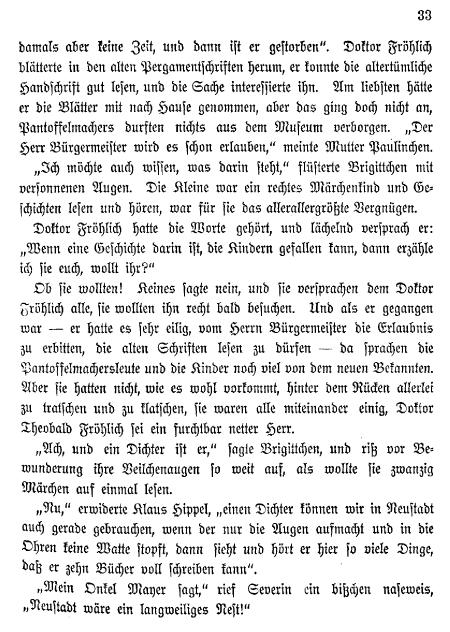 33
damals aber keine Zeit, und dann ist er gestorben“. Doktor Fröhlich
blätterte in den alten Pergamentschriften herum, er konnte die altertümliche
Handschrift gut lesen, und die Sache interessierte ihn. Am liebsten hätte
er die Blätter mit nach Hause genommen, aber das ging doch nicht an,
Pantoffelmachers durften nichts aus dem Museum verborgen. „Der
Herr Bürgermeister wird es schon erlauben,“ meinte Mutter Paulinchen.
„Ich möchte auch wissen, was darin steht,“ flüsterte Brigittchen mit
versonnenen Augen. Die Kleine war ein rechtes Märchenkind und Ge-
schichten lesen und hören, war für sie das allerallergrößte Vergnügen.
Doktor Fröhlich hatte die Worte gehört, und lächelnd versprach er:
„Wenn eine Geschichte darin ist, die Kindern gefallen kann, dann erzähle
ich sie euch, wollt ihr?“
Ob sie wollten! Keines sagte nein, und sie versprachen dem Doktor
Fröhlich alle, sie wollten ihn recht bald besuchen. Und als er gegangen
war — er hatte es sehr eilig, vom Herrn Bürgermeister die Erlaubnis
zu erbitten, die alten Schriften lesen zu dürfen — da sprachen die
Pantoffelmachersleute und die Kinder noch viel von dem neuen Bekannten.
Aber sie hatten nicht, wie es wohl vorkommt, hinter dem Rücken allerlei
zu tratschen und zu klatschen, sie waren alle miteinander einig, Doktor
Theobald Fröhlich sei ein furchtbar netter Herr.
„Ach, und ein Dichter ist er,“ sagte Brigittchen, und riß vor Be-
wunderung ihre Veilchenaugen so weit auf, als wollte sie zwanzig
Märchen auf einmal lesen.
„Nu,“ erwiderte Klaus Hippel, „einen Dichter können wir in Neustadt
auch gerade gebrauchen, wenn der nur die Augen aufmacht und in die
Ohren keine Watte stopft, dann sieht und hört er hier so viele Dinge,
daß er zehn Bücher voll schreiben kann“.
„Mein Onkel Mayer sagt,“ rief Severin ein bißchen naseweis,
„Neustadt wäre ein langweiliges Nest!“